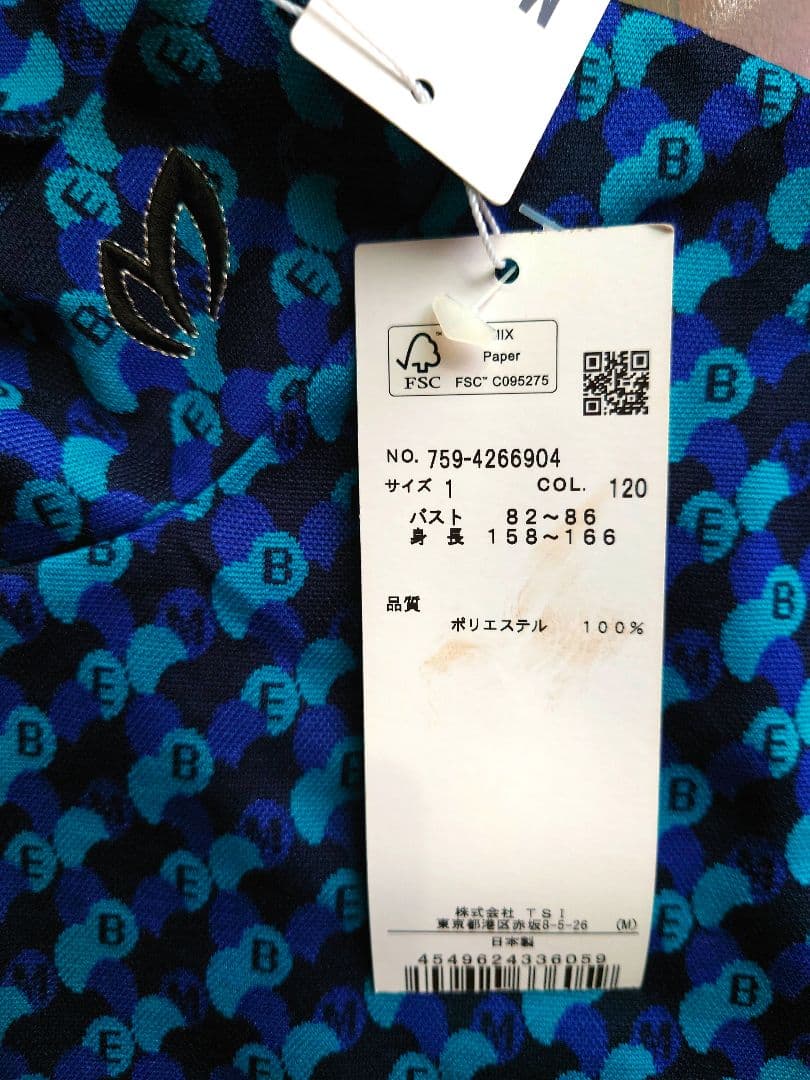 N
™ MIX
Paper
FSC
FSC™ C095275
NO. 759-4266904
サイズ 1 COL. 120
バスト 82～86
身 長 158～166
品質
ポリエステル 100%
株式会社 TSI
東京都港区赤坂8-5-26 (M)
日本製
4549624336059